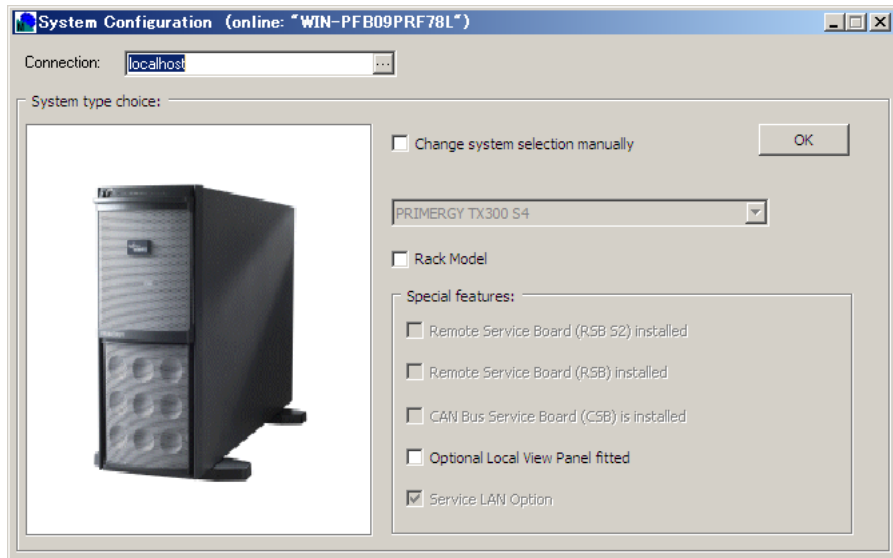 System Configuration (online: "WIN-PFB09PRF78L")
Connection:
localhost
...
System type choice:
Change system selection manually
OK
PRIMERGY TX300 S4
Rack Model
Special features:
Remote Service Board (RSB S2) installed
Remote Service Board (RSB) installed
CAN Bus Service Board (CSB) is installed
Optional Local View Panel fitted
Service LAN Option